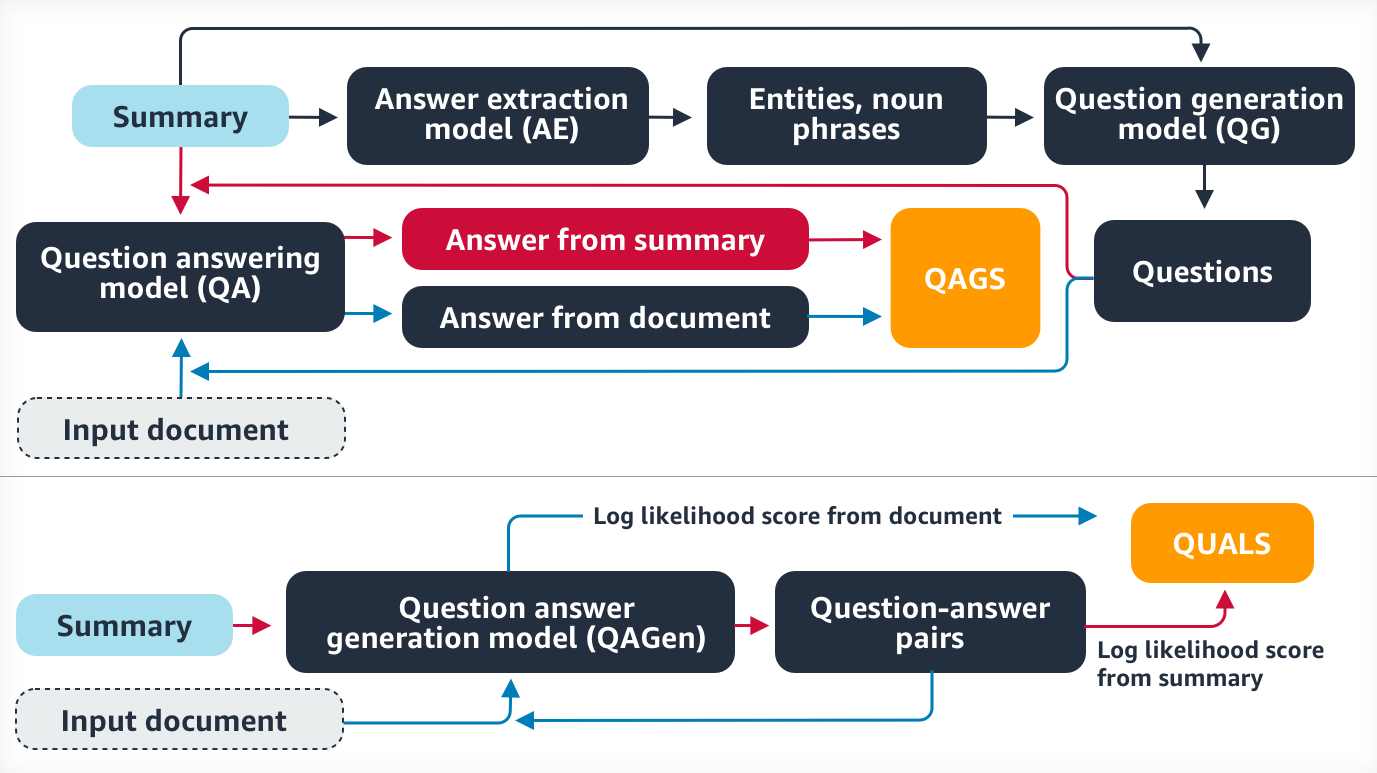 Summary
Answer extraction
model (AE)
Entities, noun
phrases
Question generation
model (QG)
Question answering
model (QA)
Answer from summary
Answer from document
QAGS
Questions
Input document
Log likelihood score from document
QUALS
Summary
Question answer
generation model (QAGen)
Question-answer
pairs
Log likelihood score
from summary
Input document